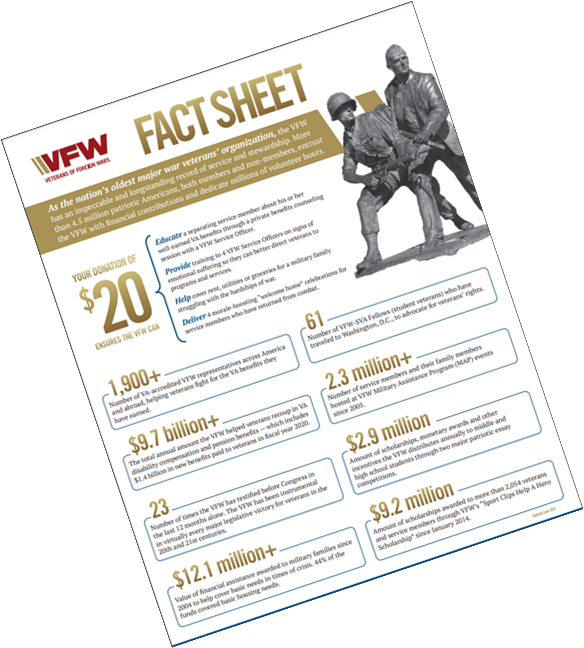 VFW
VETERANS OF FOREIGN WARS.
FACT SHEET
As the nation's oldest major war veterans' organization, the VFW
has an impeccable and longstanding record of service and stewardship. More
than 4.5 million patriotic Americans, both members and non-members, entrust
the VFW with financial contributions and dedicate millions of volunteer hours.
YOUR DONATION OF
$20
ENSURES THE VFW CAN
Educate a separating service member about his or her
well-earned VA benefits through a private benefits counseling
session with a VFW Service Officer.
Provide training to 4 VFW Service Officers on signs of
emotional suffering so they can better direct veterans to
programs and services.
Help cover rent, utilities or groceries for a military family
struggling with the hardships of war.
Deliver 4 morale-boosting "welcome home" celebrations for
service members who have returned from combat.
1,900+
Number of VA-accredited VFW representatives across America
and abroad, helping veterans fight for the VA benefits they
have earned.
$9.7 billion+
The total annual amount the VFW helped veterans recoup in VA
disability compensation and pension benefits — which includes
$1.4 billion in new benefits paid to veterans in fiscal year 2020.
23
Number of times the VFW has testified before Congress in
the last 12 months alone. The VFW has been instrumental
in virtually every major legislative victory for veterans in the
20th and 21st centuries.
$12.1 million+
Value of financial assistance awarded to military families since
2004 to help cover basic needs in times of crisis. 44% of the
funds covered basic housing needs.
61
Number of VFW-SVA Fellows (student veterans) who have
traveled to Washington, D.C., to advocate for veterans' rights.
2.3 million+
Number of service members and their family members
hosted at VFW Military Assistance Program (MAP) events
since 2005.
$2.9 million
Amount of scholarships, monetary awards and other
incentives the VFW distributes annually to middle and
high school students through two major patriotic essay
competitions.
$9.2 million
Amount of scholarships awarded to more than 2,054 veterans
and service members through VFW's "Sport Clips Help A Hero
Scholarship" since January 2014.